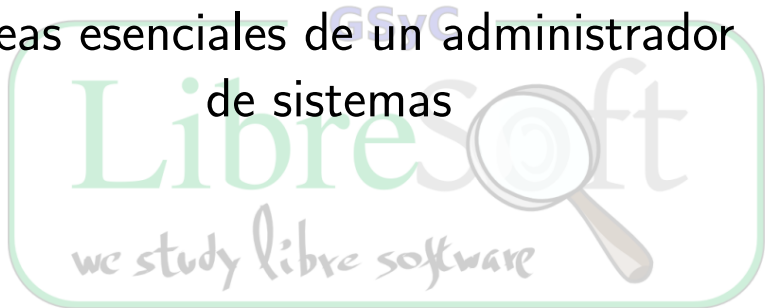 GSyC
eas esenciales de un administrador
de sistemas
LibreSoft
we study libre software